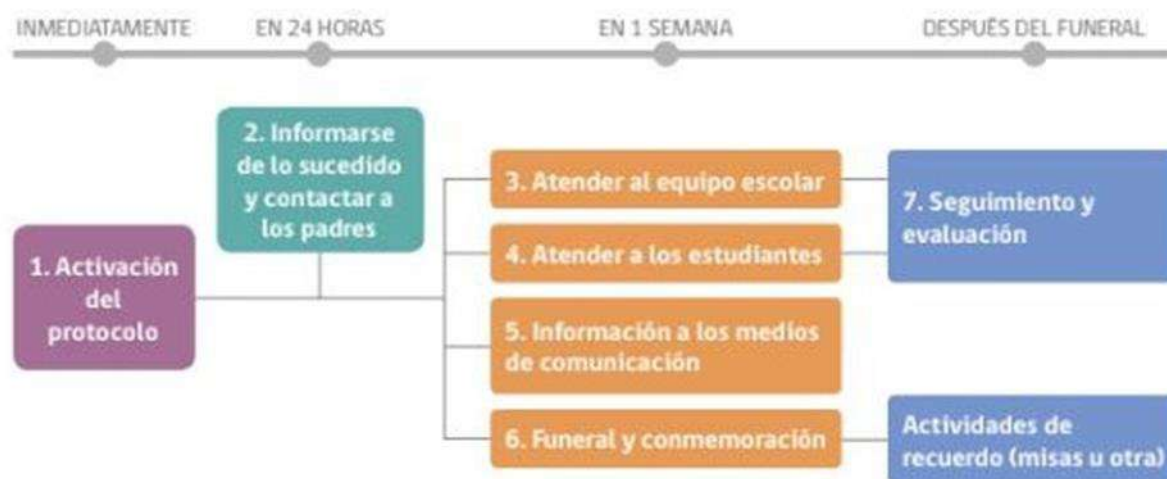 INMEDIATAMENTE
EN 24 HORAS
EN 1 SEMANA
DESPUÉS DEL FUNERAL
1. Activación
del
protocolo
2. Informarse
de lo sucedido
y contactar a
los padres
3. Atender al equipo escolar
4. Atender a los estudiantes
5. Información a los medios
de comunicación
6. Funeral y conmemoración
7. Seguimiento y
evaluación
Actividades de
recuerdo (misas u otra)